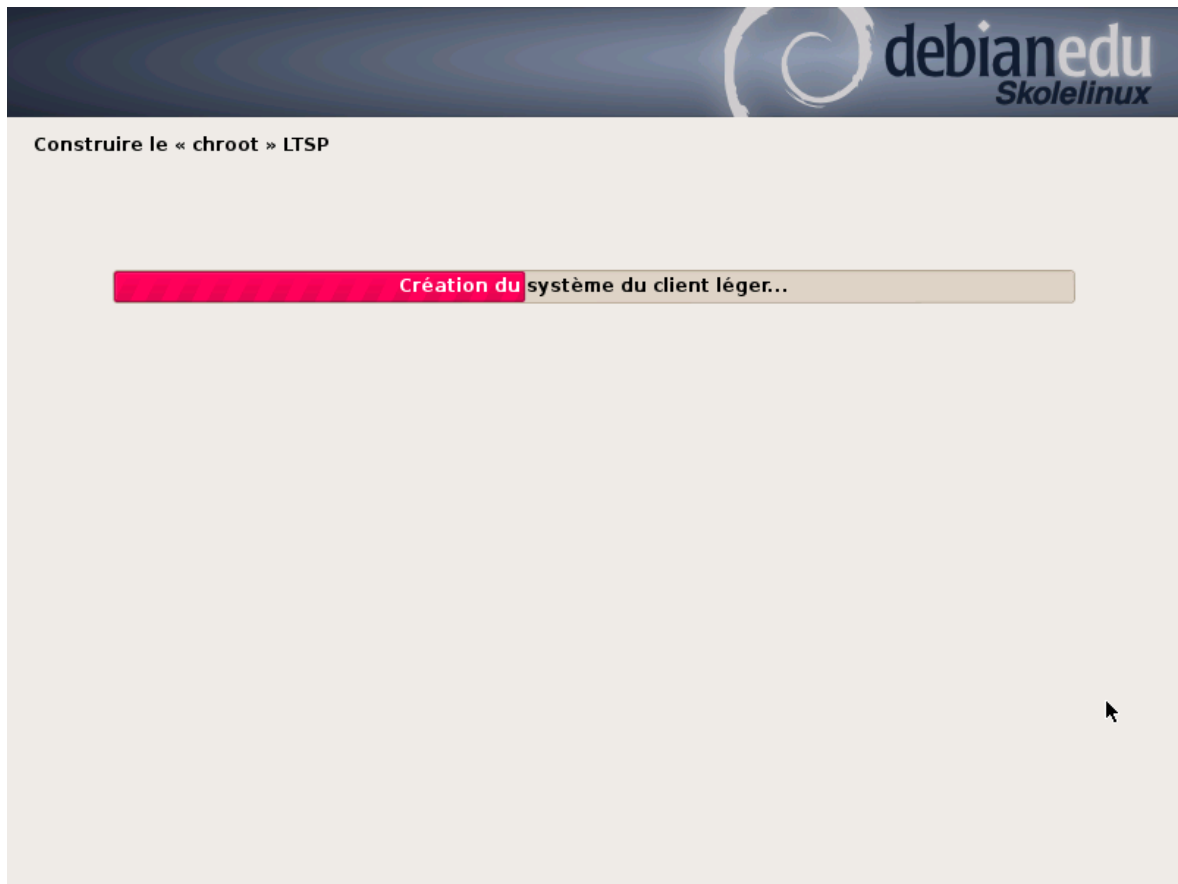 debianedu
Skolelinux
Construire le « chroot » LTSP
Création du système du client léger...